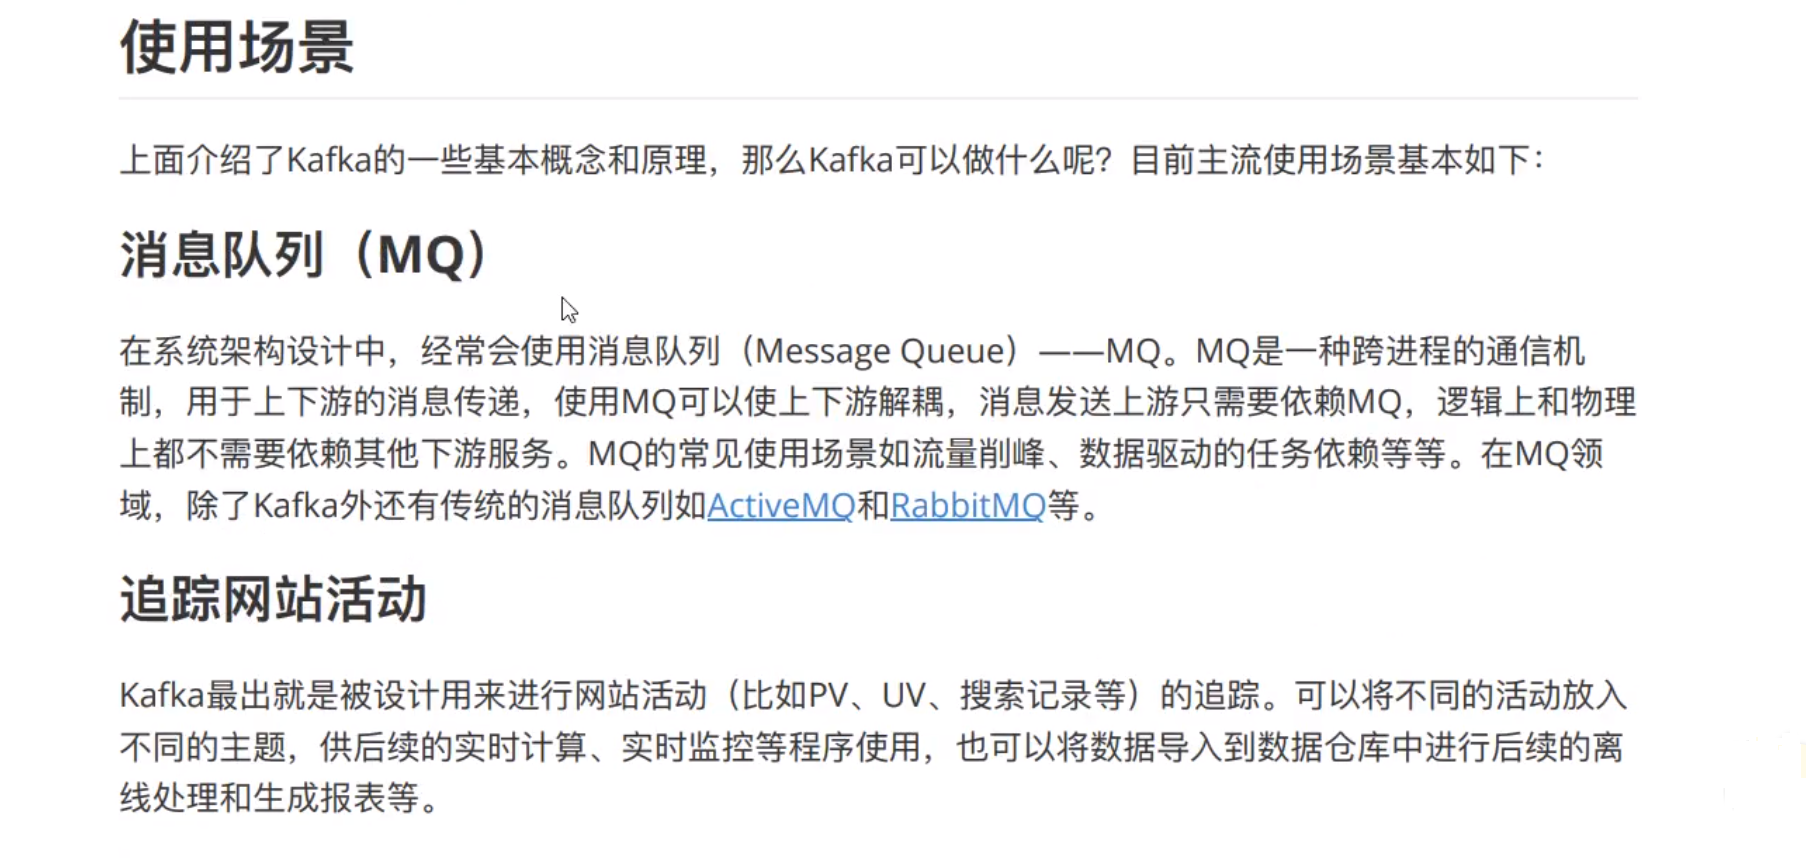 使用场景
上面介绍了Kafka的一些基本概念和原理，那么Kafka可以做什么呢？目前主流使用场景基本如下：
消息队列（MQ）
在系统架构设计中，经常会使用消息队列（Message Queue）——MQ。MQ是一种跨进程的通信机
制，用于上下游的消息传递，使用MQ可以使上下游解耦，消息发送上游只需要依赖MQ，逻辑上和物理
上都不需要依赖其他下游服务。MQ的常见使用场景如流量削峰、数据驱动的任务依赖等等。在MQ领
域，除了Kafka外还有传统的消息队列如ActiveMQ和RabbitMQ等。
追踪网站活动
Kafka最出就是被设计用来进行网站活动（比如PV、UV、搜索记录等）的追踪。可以将不同的活动放入
不同的主题，供后续的实时计算、实时监控等程序使用，也可以将数据导入到数据仓库中进行后续的离
线处理和生成报表等。